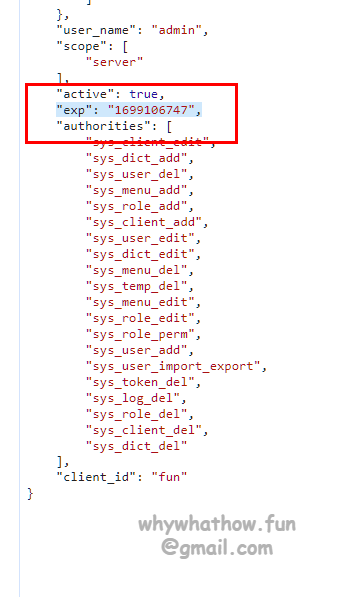 ]
},
"user_name": "admin",
"scope": [
"server"
],
"active": true,
"exp": "1699106747",
"authorities": [
"sys_client_edit",
"sys_dict_add",
"sys_user_del",
"sys_menu_add",
"sys_role_add",
"sys_client_add",
"sys_user_edit",
"sys_dict_edit",
"sys_menu_del",
"sys_temp_del",
"sys_menu_edit",
"sys_role_edit",
"sys_role_perm",
"sys_user_add",
"sys_user_import_export",
"sys_token_del",
"sys_log_del",
"sys_role_del",
"sys_client_del",
"sys_dict_del"
],
"client_id": "fun"
}
whywhathow.fun
@gmail.com